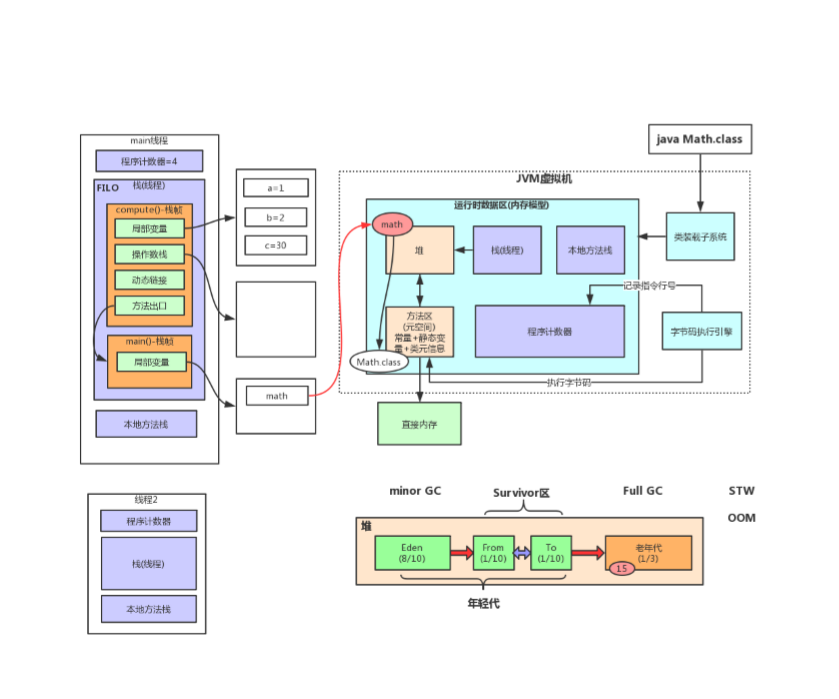 main线程
程序计数器=4
FILO
栈(线程)
compute()-栈帧
局部变量
操作数栈
动态链接
方法出口
main()-栈帧
局部变量
本地方法栈
a=1
b=2
c=30
math
java Math.class
JVM虚拟机
运行时数据区(内存模型)
math
堆
栈(线程)
本地方法栈
类装载子系统
记录指令行号
方法区
(元空间)
常量+静态变
量+类元信息
程序计数器
字节码执行引擎
Math.class
执行字节码
直接内存
线程2
程序计数器
栈(线程)
本地方法栈
minor GC
Survivor区
Full GC
STW
OOM
堆
Eden
(8/10)
From
(1/10)
To
(1/10)
老年代
(1/3)
15
年轻代